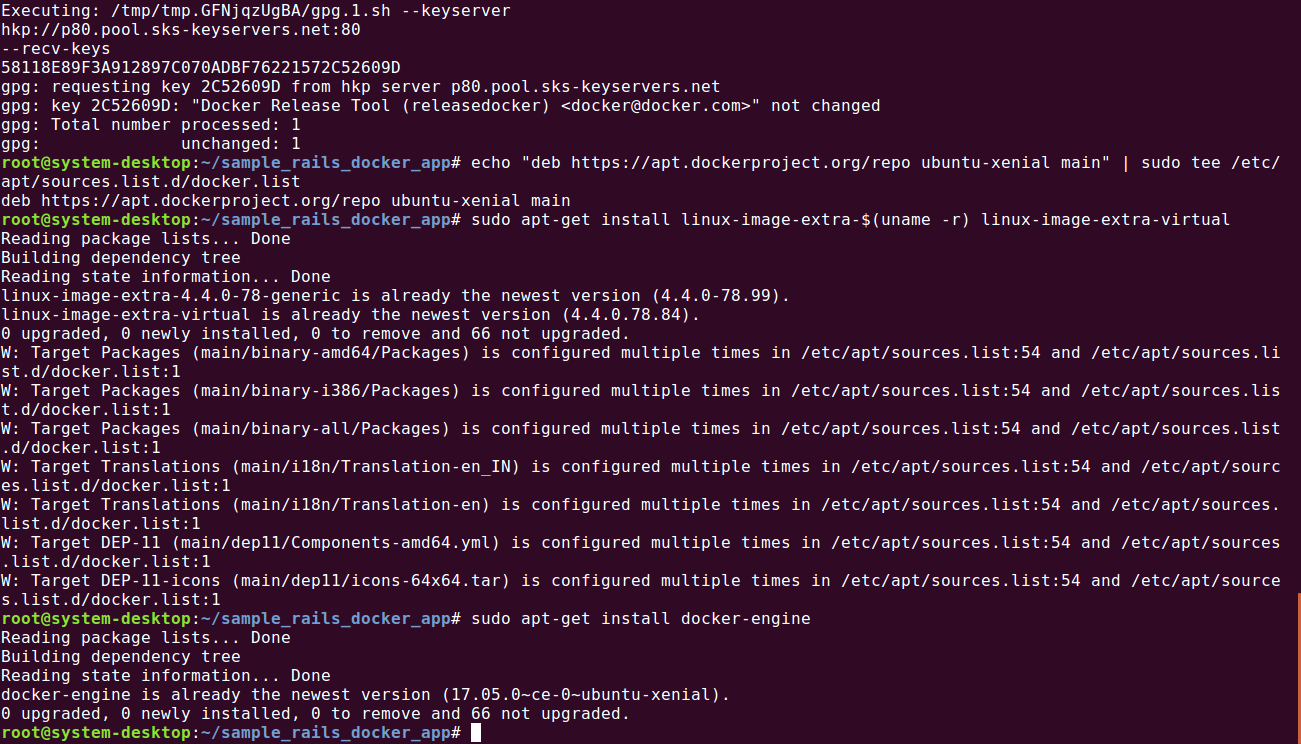 Executing: /tmp/tmp.GFNjqzUgBA/gpg.1.sh --keyserver
hkp://p80.pool.sks-keyservers.net:80
--recv-keys
58118E89F3A912897C070ADBF76221572C52609D
gpg: requesting key 2C52609D from hkp server p80.pool.sks-keyservers.net
gpg: key 2C52609D: "Docker Release Tool (releasedocker) <docker@docker.com>" not changed
gpg: Total number processed: 1
gpg:              unchanged: 1
root@system-desktop:~/sample_rails_docker_app# echo "deb https://apt.dockerproject.org/repo ubuntu-xenial main" | sudo tee /etc/
apt/sources.list.d/docker.list
deb https://apt.dockerproject.org/repo ubuntu-xenial main
root@system-desktop:~/sample_rails_docker_app# sudo apt-get install linux-image-extra-$(uname -r) linux-image-extra-virtual
Reading package lists... Done
Building dependency tree
Reading state information... Done
linux-image-extra-4.4.0-78-generic is already the newest version (4.4.0-78.99).
linux-image-extra-virtual is already the newest version (4.4.0.78.84).
0 upgraded, 0 newly installed, 0 to remove and 66 not upgraded.
W: Target Packages (main/binary-amd64/Packages) is configured multiple times in /etc/apt/sources.list:54 and /etc/apt/sources.li
st.d/docker.list:1
W: Target Packages (main/binary-i386/Packages) is configured multiple times in /etc/apt/sources.list:54 and /etc/apt/sources.lis
t.d/docker.list:1
W: Target Packages (main/binary-all/Packages) is configured multiple times in /etc/apt/sources.list:54 and /etc/apt/sources.list
.d/docker.list:1
W: Target Translations (main/i18n/Translation-en_IN) is configured multiple times in /etc/apt/sources.list:54 and /etc/apt/sourc
es.list.d/docker.list:1
W: Target Translations (main/i18n/Translation-en) is configured multiple times in /etc/apt/sources.list:54 and /etc/apt/sources.
list.d/docker.list:1
W: Target DEP-11 (main/dep11/Components-amd64.yml) is configured multiple times in /etc/apt/sources.list:54 and /etc/apt/sources
.list.d/docker.list:1
W: Target DEP-11-icons (main/dep11/icons-64x64.tar) is configured multiple times in /etc/apt/sources.list:54 and /etc/apt/source
s.list.d/docker.list:1
root@system-desktop:~/sample_rails_docker_app# sudo apt-get install docker-engine
Reading package lists... Done
Building dependency tree
Reading state information... Done
docker-engine is already the newest version (17.05.0~ce-0~ubuntu-xenial).
0 upgraded, 0 newly installed, 0 to remove and 66 not upgraded.
root@system-desktop:~/sample_rails_docker_app#